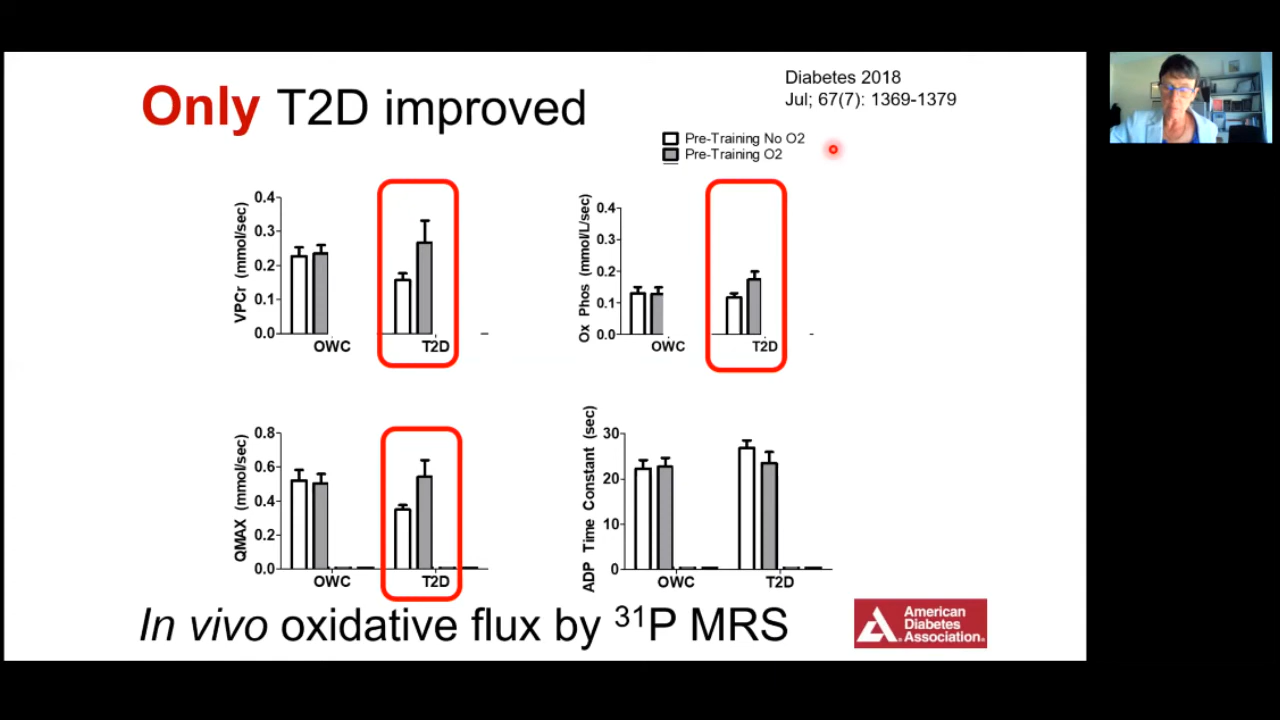 Only T2D improved
Diabetes 2018
Jul; 67(7): 1369-1379
Pre-Training No O2
Pre-Training O2
VPCr (mmol/sec)
0.4
0.3
0.2
0.1
0.0
OWC
T2D
Ox Phos (mmol/L/sec)
0.4
0.3
0.2
0.1
0.0
OWC
T2D
QMAX (mmol/sec)
0.8
0.6
0.4
0.2
0.0
OWC
T2D
ADP Time Constant (sec)
30
20
10
0
OWC
T2D
In vivo oxidative flux by ³¹P MRS
American
Diabetes
Association®